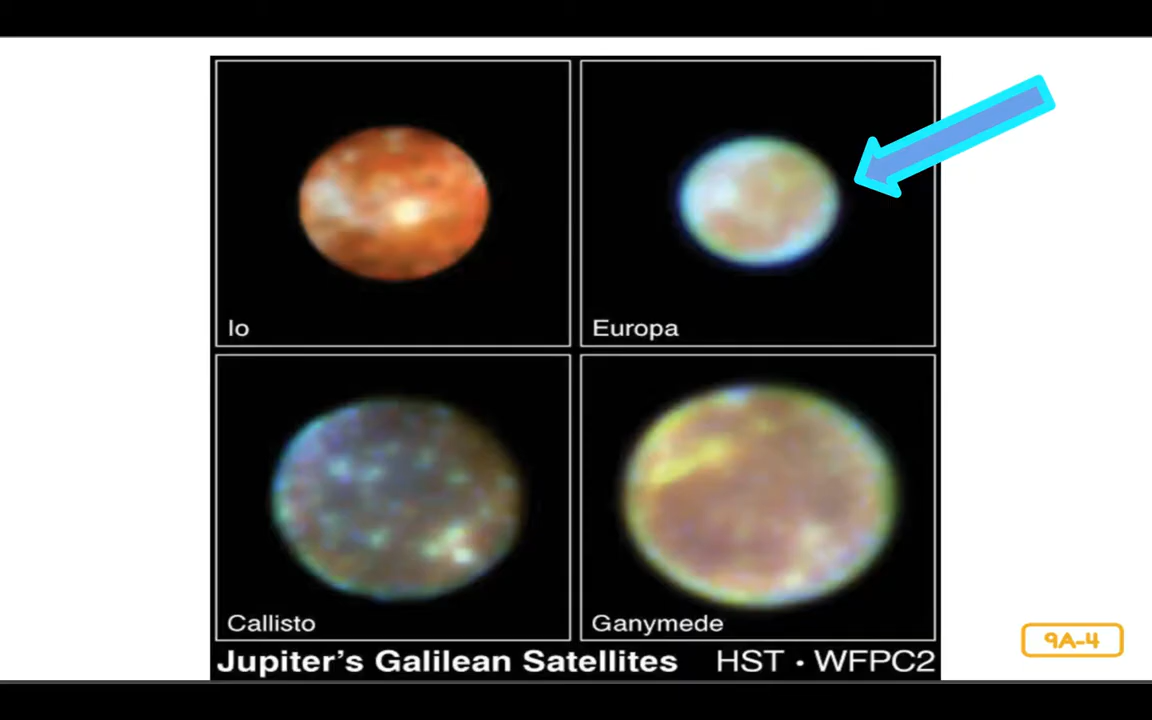 Io
Europa
Callisto
Ganymede
Jupiter's Galilean Satellites HST • WFPC2
9A-4